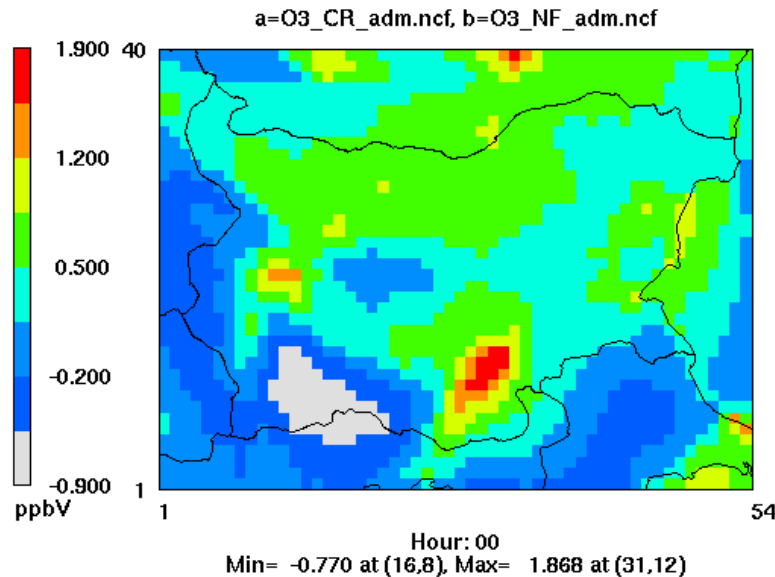 a=O3_CR_adm.ncf, b=O3_NF_adm.ncf
1.900
1.200
0.500
-0.200
-0.900
ppbV
40
1
1
54
Hour: 00
Min= -0.770 at (16,8), Max= 1.868 at (31,12)